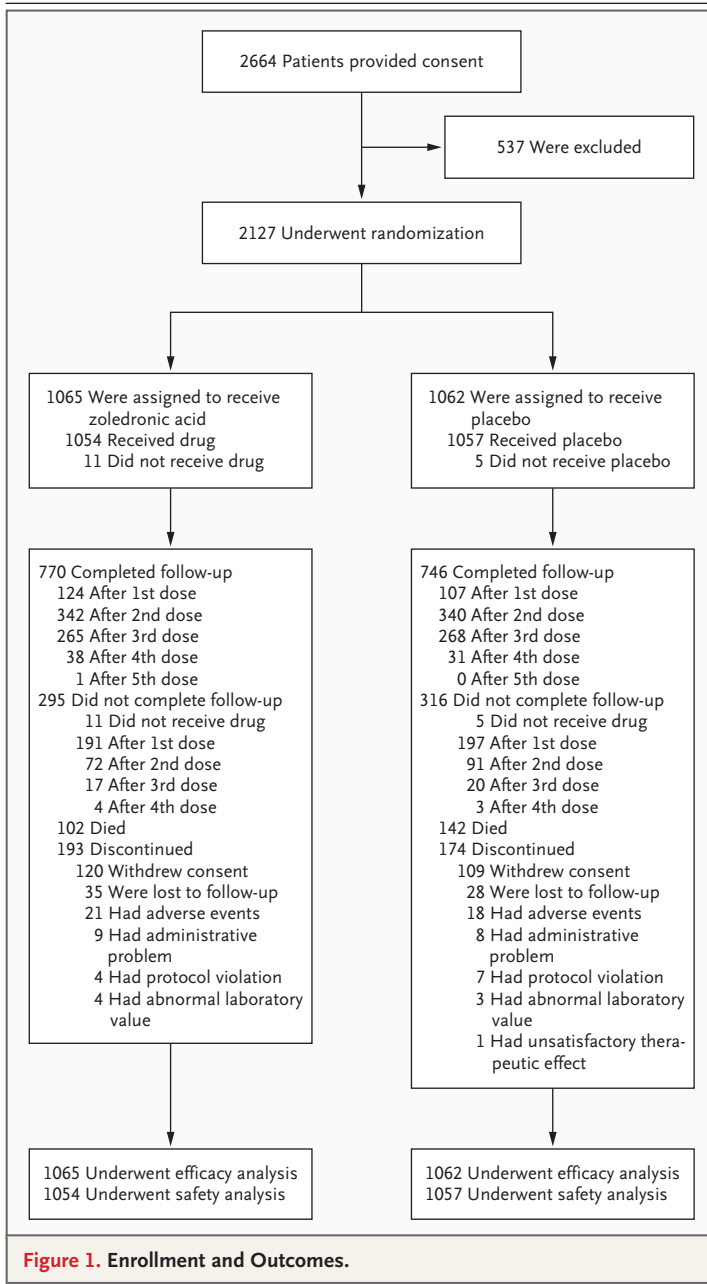 2664 Patients provided consent
537 Were excluded
2127 Underwent randomization
1065 Were assigned to receive
zoledronic acid
1054 Received drug
11 Did not receive drug
1062 Were assigned to receive
placebo
1057 Received placebo
5 Did not receive placebo
770 Completed follow-up
124 After 1st dose
342 After 2nd dose
265 After 3rd dose
38 After 4th dose
1 After 5th dose
295 Did not complete follow-up
11 Did not receive drug
191 After 1st dose
72 After 2nd dose
17 After 3rd dose
4 After 4th dose
102 Died
193 Discontinued
120 Withdrew consent
35 Were lost to follow-up
21 Had adverse events
9 Had administrative
problem
4 Had protocol violation
4 Had abnormal laboratory
value
746 Completed follow-up
107 After 1st dose
340 After 2nd dose
268 After 3rd dose
31 After 4th dose
0 After 5th dose
316 Did not complete follow-up
5 Did not receive drug
197 After 1st dose
91 After 2nd dose
20 After 3rd dose
3 After 4th dose
142 Died
174 Discontinued
109 Withdrew consent
28 Were lost to follow-up
18 Had adverse events
8 Had administrative
problem
7 Had protocol violation
3 Had abnormal laboratory
value
1 Had unsatisfactory thera-
peutic effect
1065 Underwent efficacy analysis
1054 Underwent safety analysis
1062 Underwent efficacy analysis
1057 Underwent safety analysis
Figure 1. Enrollment and Outcomes.